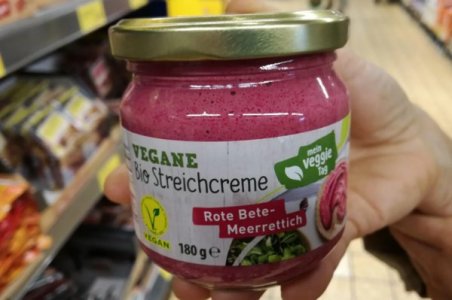 VEGANE
Bio Streichcreme
mein
veggie
Tag
Rote Bete-
Meerrettich
VEGAN
180 g e